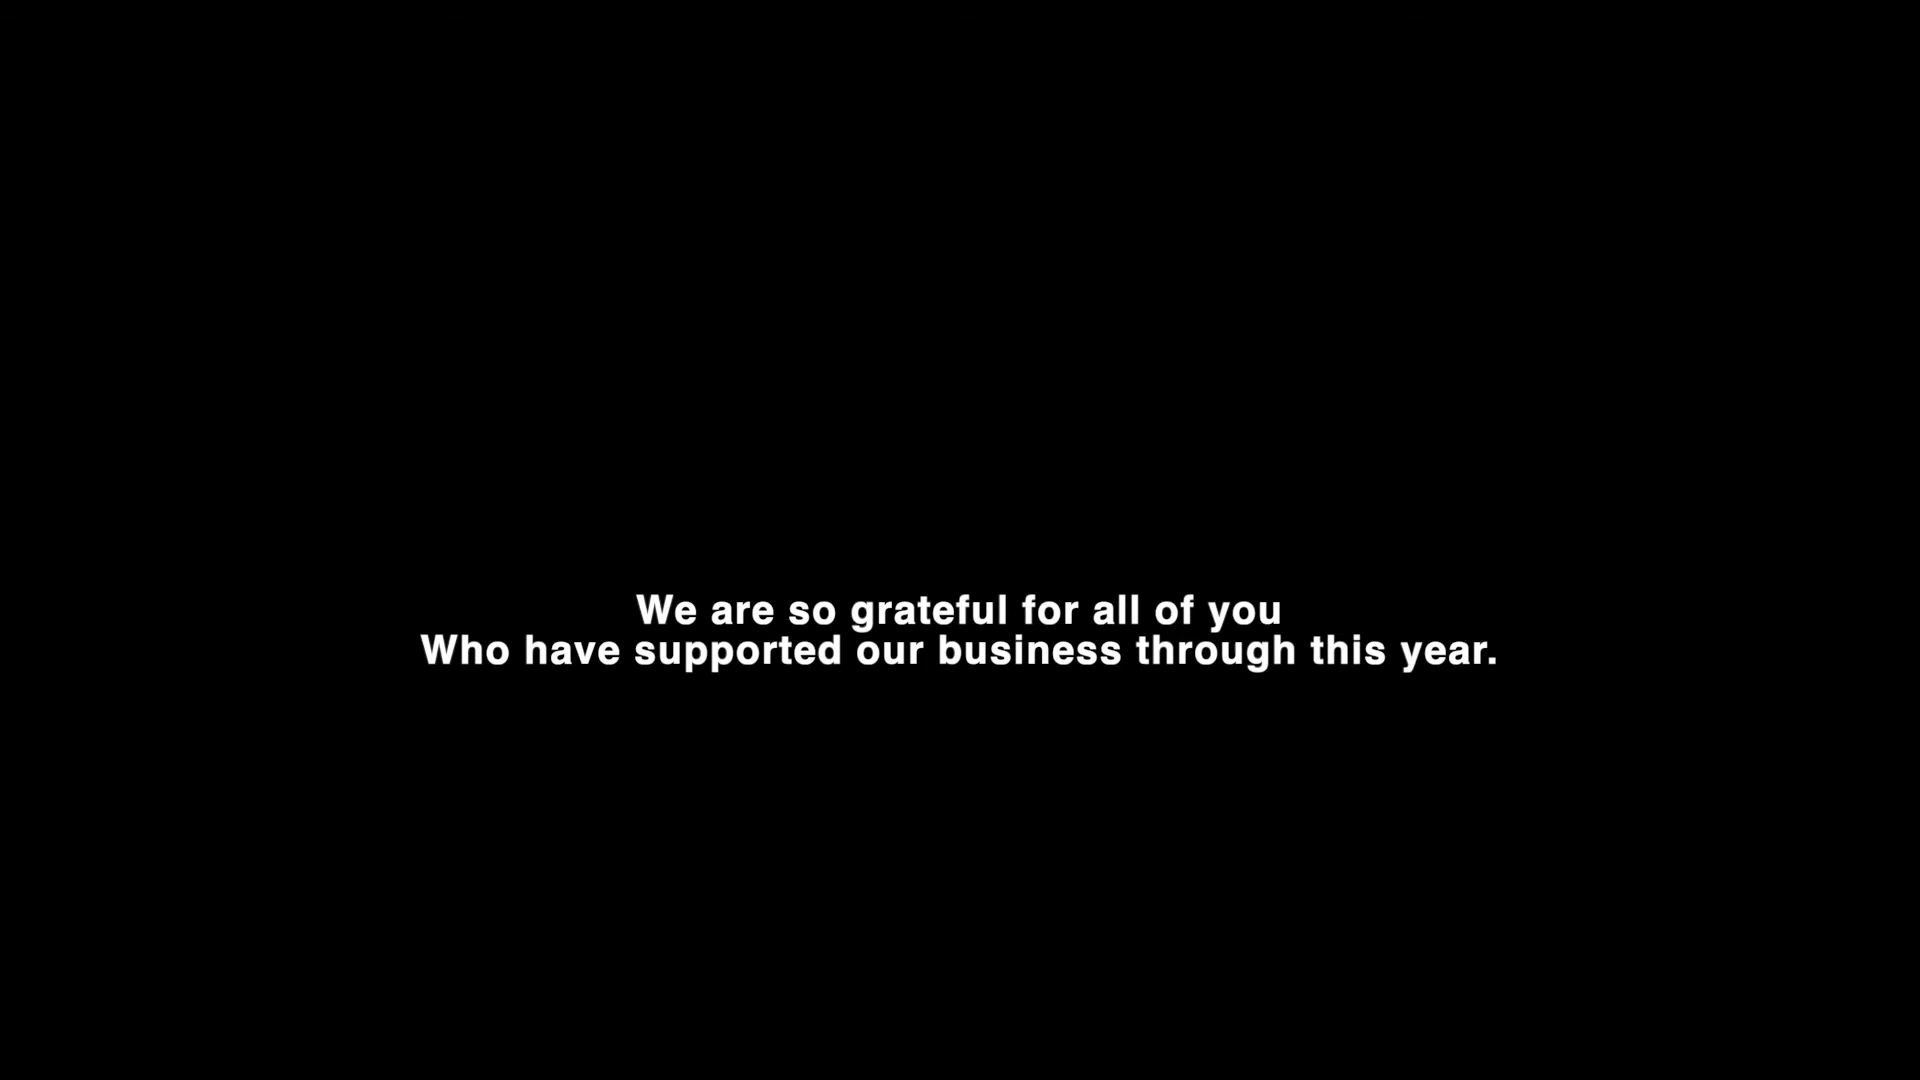 We are so grateful for all of you
Who have supported our business through this year.